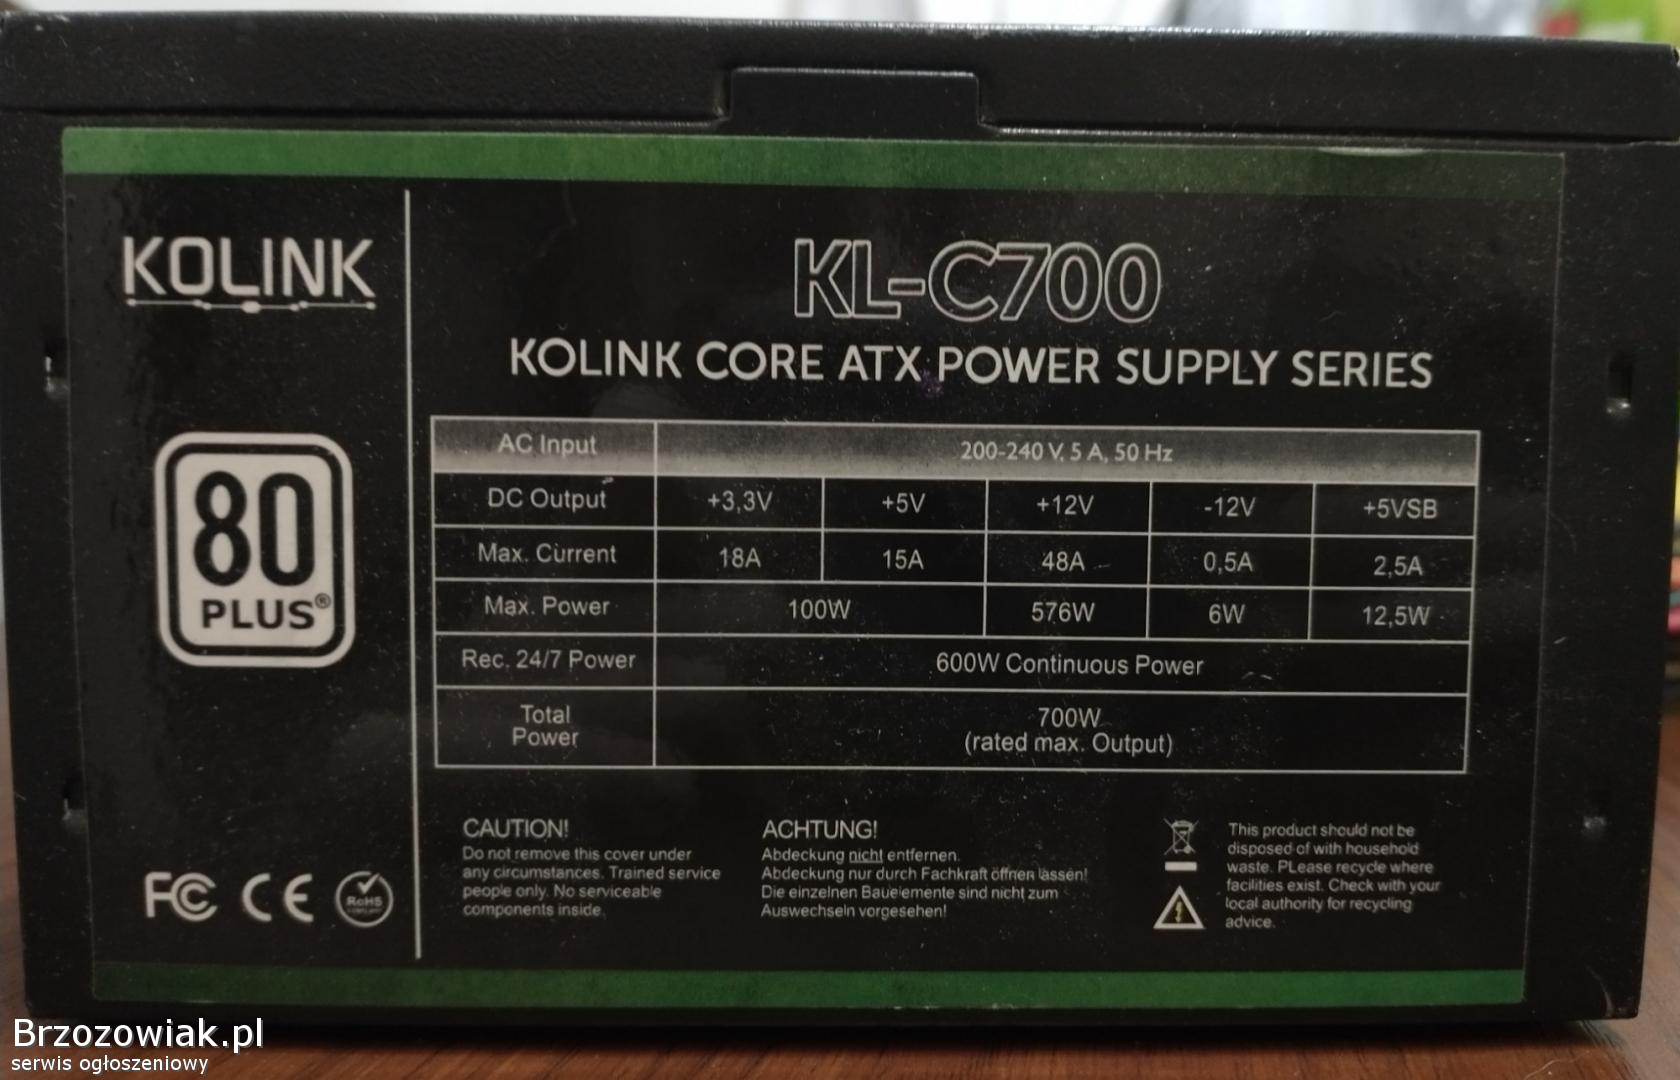 KOLINK
80
PLUS®
FC CE RoHS
KL-C700
KOLINK CORE ATX POWER SUPPLY SERIES
AC Input 200-240 V, 5 A, 50 Hz
DC Output +3,3V +5V +12V -12V +5VSB
Max. Current 18A 15A 48A 0,5A 2,5A
Max. Power 100W 576W 6W 12,5W
Rec. 24/7 Power 600W Continuous Power
Total
Power
700W
(rated max. Output)
CAUTION!
Do not remove this cover under
any circumstances. Trained service
people only. No serviceable
components inside.
ACHTUNG!
Abdeckung nicht entfernen.
Abdeckung nur durch Fachkraft öffnen lassen!
Die einzelnen Bauelemente sind nicht zum
Auswechseln vorgesehen!
This product should not be
disposed of with household
waste. PLease recycle where
facilities exist. Check with your
local authority for recycling
advice.
Brzozowiak.pl
serwis ogłoszeniowy